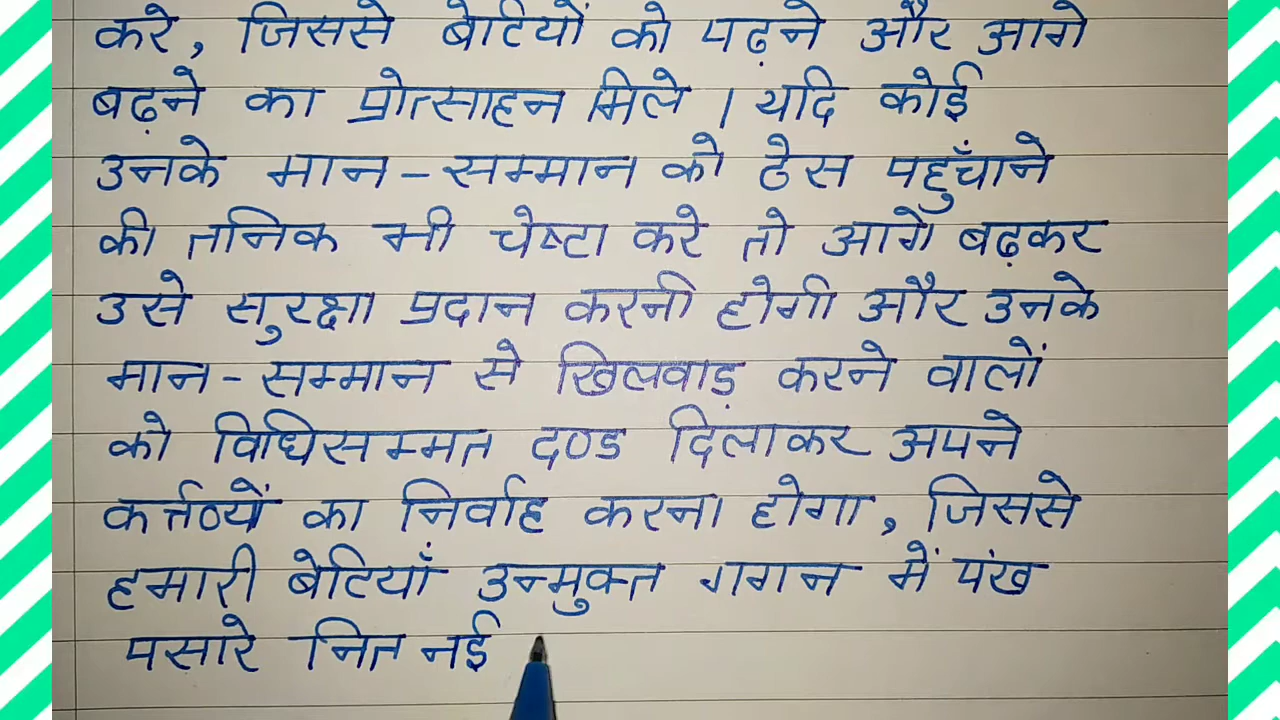 करे, जिससे बेटियों को पढ़ने और आगे
बढ़ने का प्रोत्साहन मिले। यदि कोई
उनके मान-सम्मान को ठेस पहुँचाने
की तनिक भी चेष्टा करे तो आगे बढ़कर
उसे सुरक्षा प्रदान करनी होगी और उनके
मान-सम्मान से खिलवाड़ करने वालों
को विधिसम्मत दण्ड दिलाकर अपने
कर्त्तव्यों का निर्वाह करना होगा, जिससे
हमारी बेटियाँ उन्मुक्त गगन में पंख
पसारे नित नई